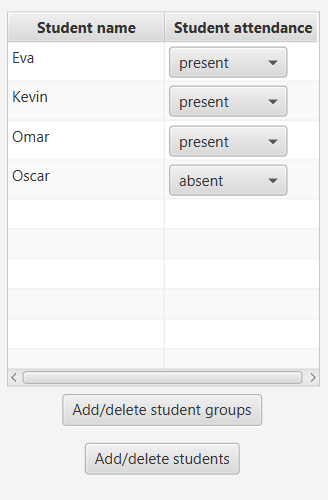 Student name Student attendance
Eva present
Kevin present
Omar present
Oscar absent
Add/delete student groups
Add/delete students